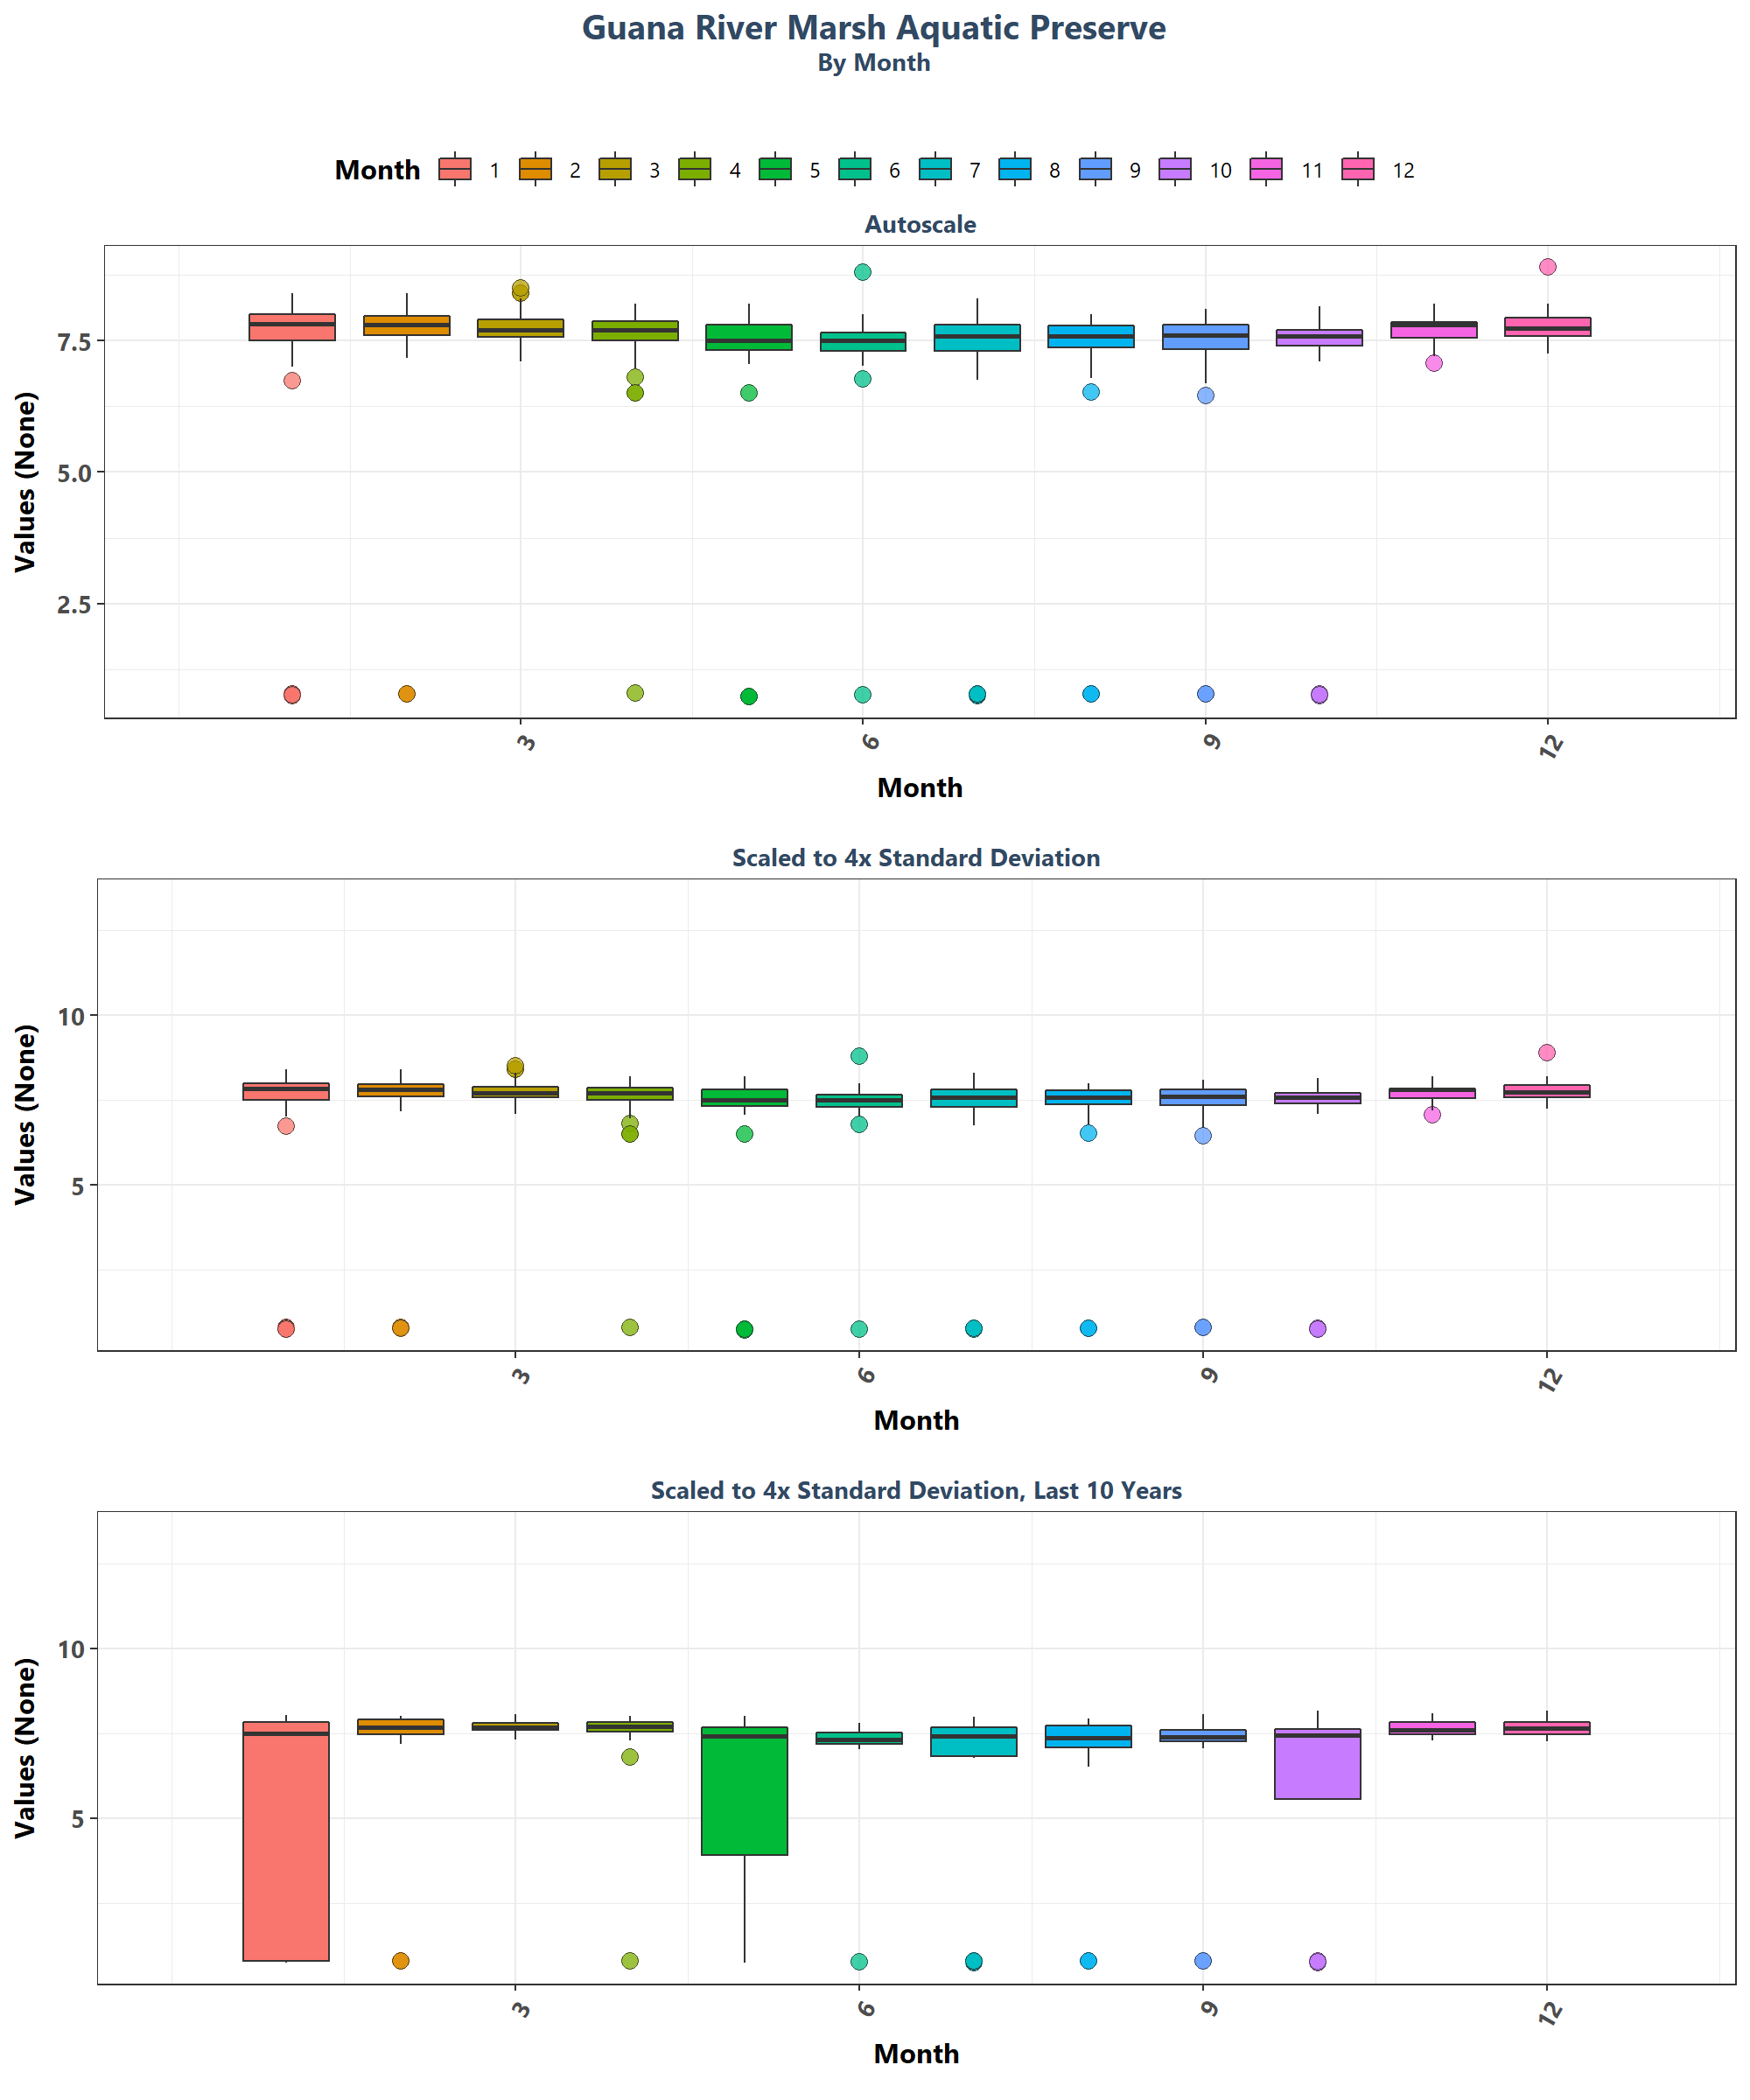 Guana River Marsh Aquatic Preserve
By Month
Month 1 2 3 4 5 6 7 8 9 10 11 12
Autoscale
Values (None)
7.5
5.0
2.5
3 6 9 12
Month
Scaled to 4x Standard Deviation
Values (None)
10
5
3 6 9 12
Month
Scaled to 4x Standard Deviation, Last 10 Years
Values (None)
10
5
3 6 9 12
Month